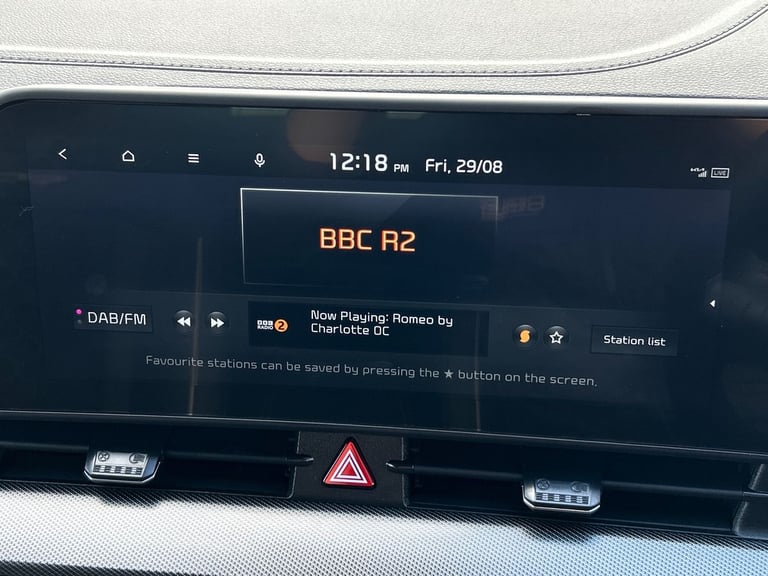 12:18 PM Fri, 29/08
LIVE
BBC R2
DAB/FM
BBC
RADIO 2
Now Playing: Romeo by
Charlotte OC
Station list
Favourite stations can be saved by pressing the ★ button on the screen.